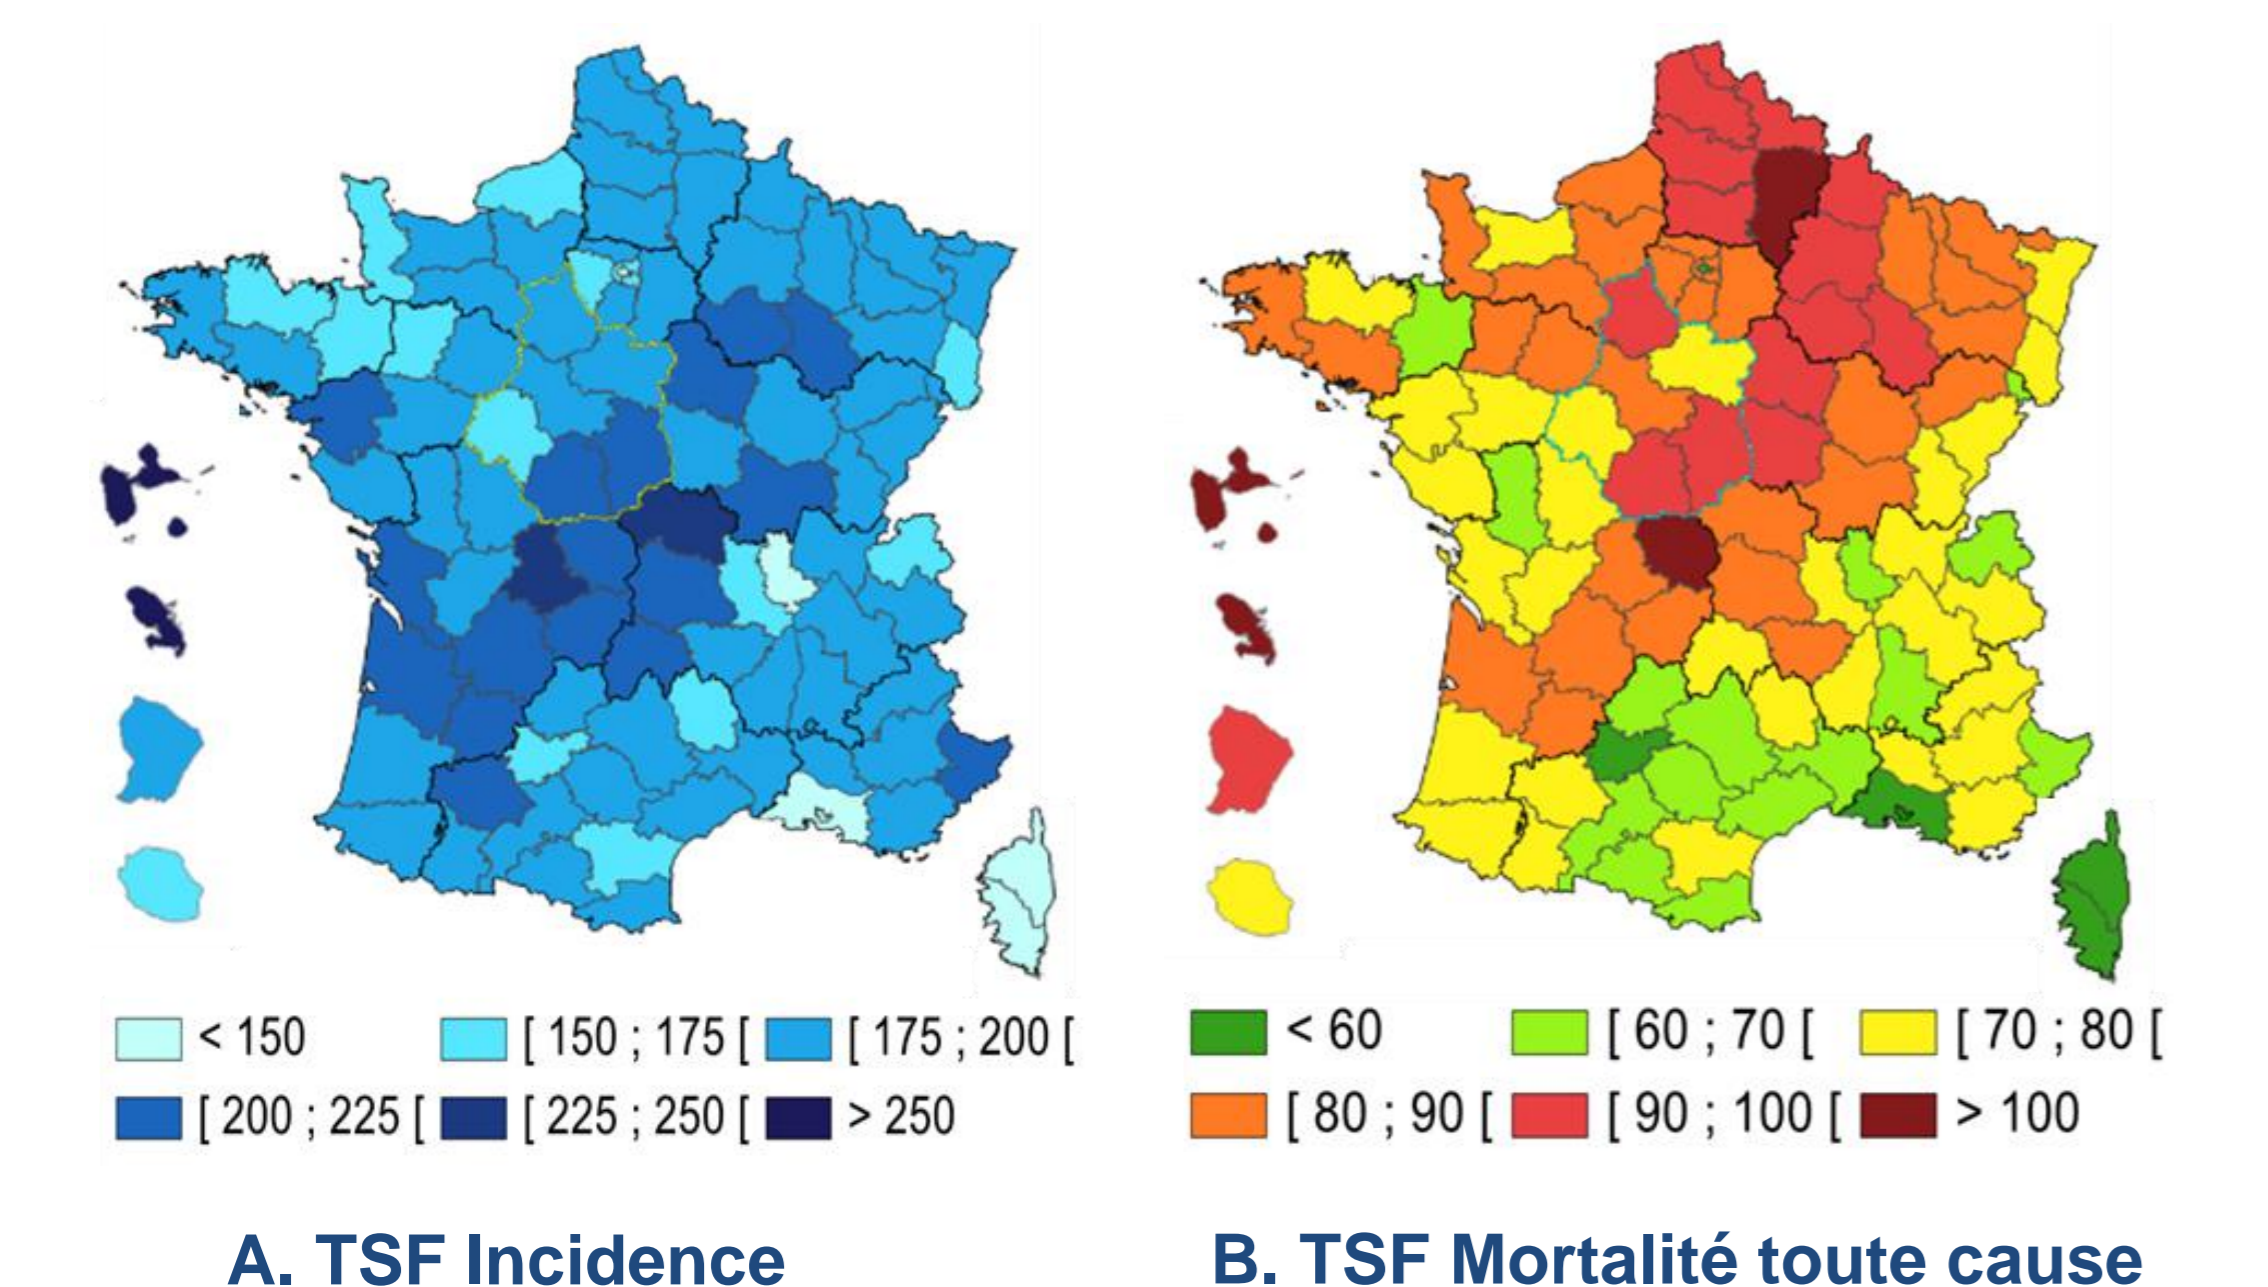 < 150 [ 150 ; 175 [ [ 175 ; 200 [
[ 200 ; 225 [ [ 225 ; 250 [ > 250
A. TSF Incidence
< 60 [ 60 ; 70 [ [ 70 ; 80 [
[ 80 ; 90 [ [ 90 ; 100 [ > 100
B. TSF Mortalité toute cause